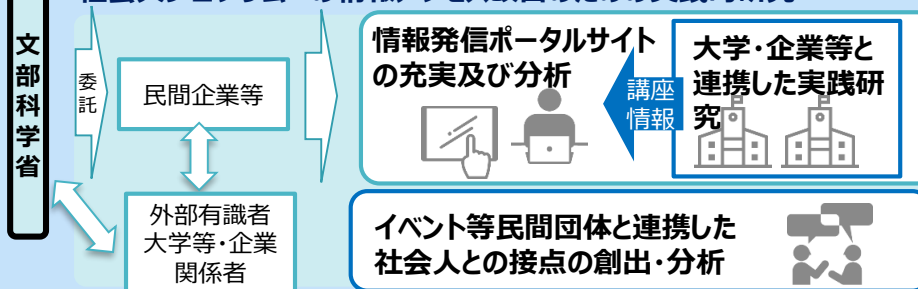 文部科学省
委託
民間企業等
外部有識者
大学等・企業
関係者
情報発信ポータルサイト
の充実及び分析
講座
情報
大学・企業等と
連携した実践研
究
イベント等民間団体と連携した
社会人との接点の創出・分析